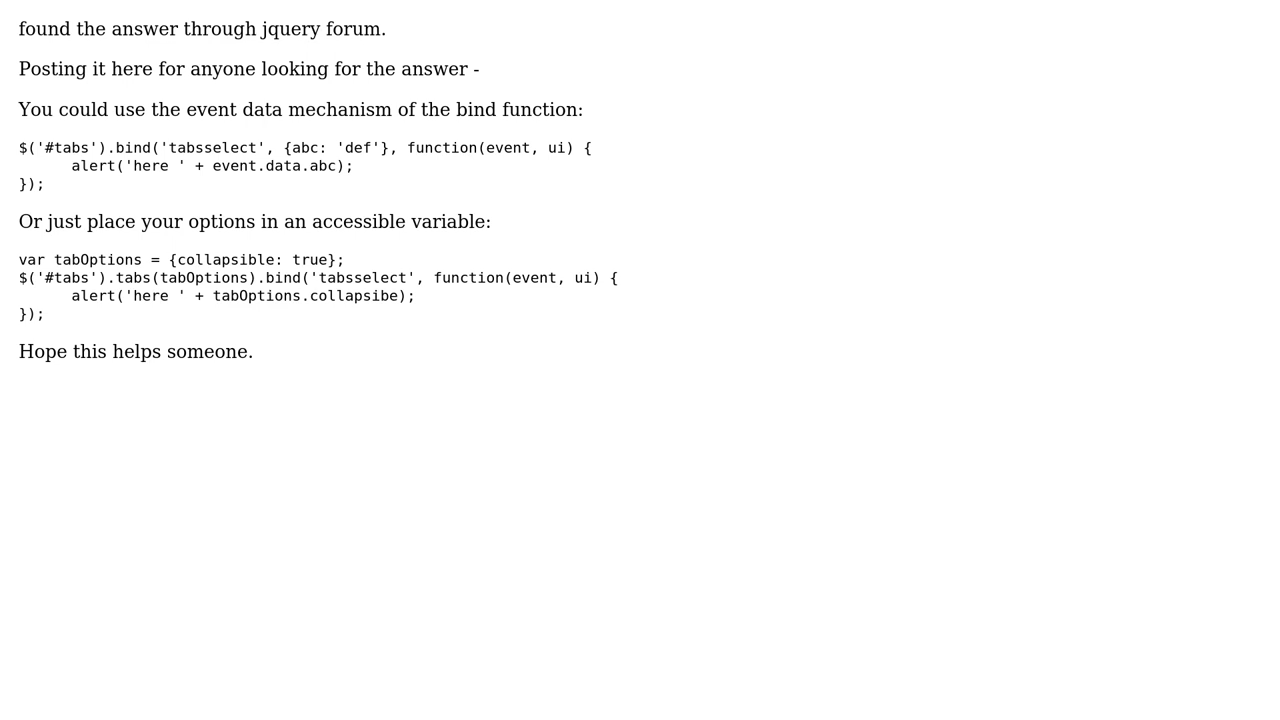 found the answer through jquery forum.
Posting it here for anyone looking for the answer -
You could use the event data mechanism of the bind function:
$('#tabs').bind('tabsselect', {abc: 'def'}, function(event, ui) {
      alert('here ' + event.data.abc);
});
Or just place your options in an accessible variable:
var tabOptions = {collapsible: true};
$('#tabs').tabs(tabOptions).bind('tabsselect', function(event, ui) {
      alert('here ' + tabOptions.collapsibe);
});
Hope this helps someone.